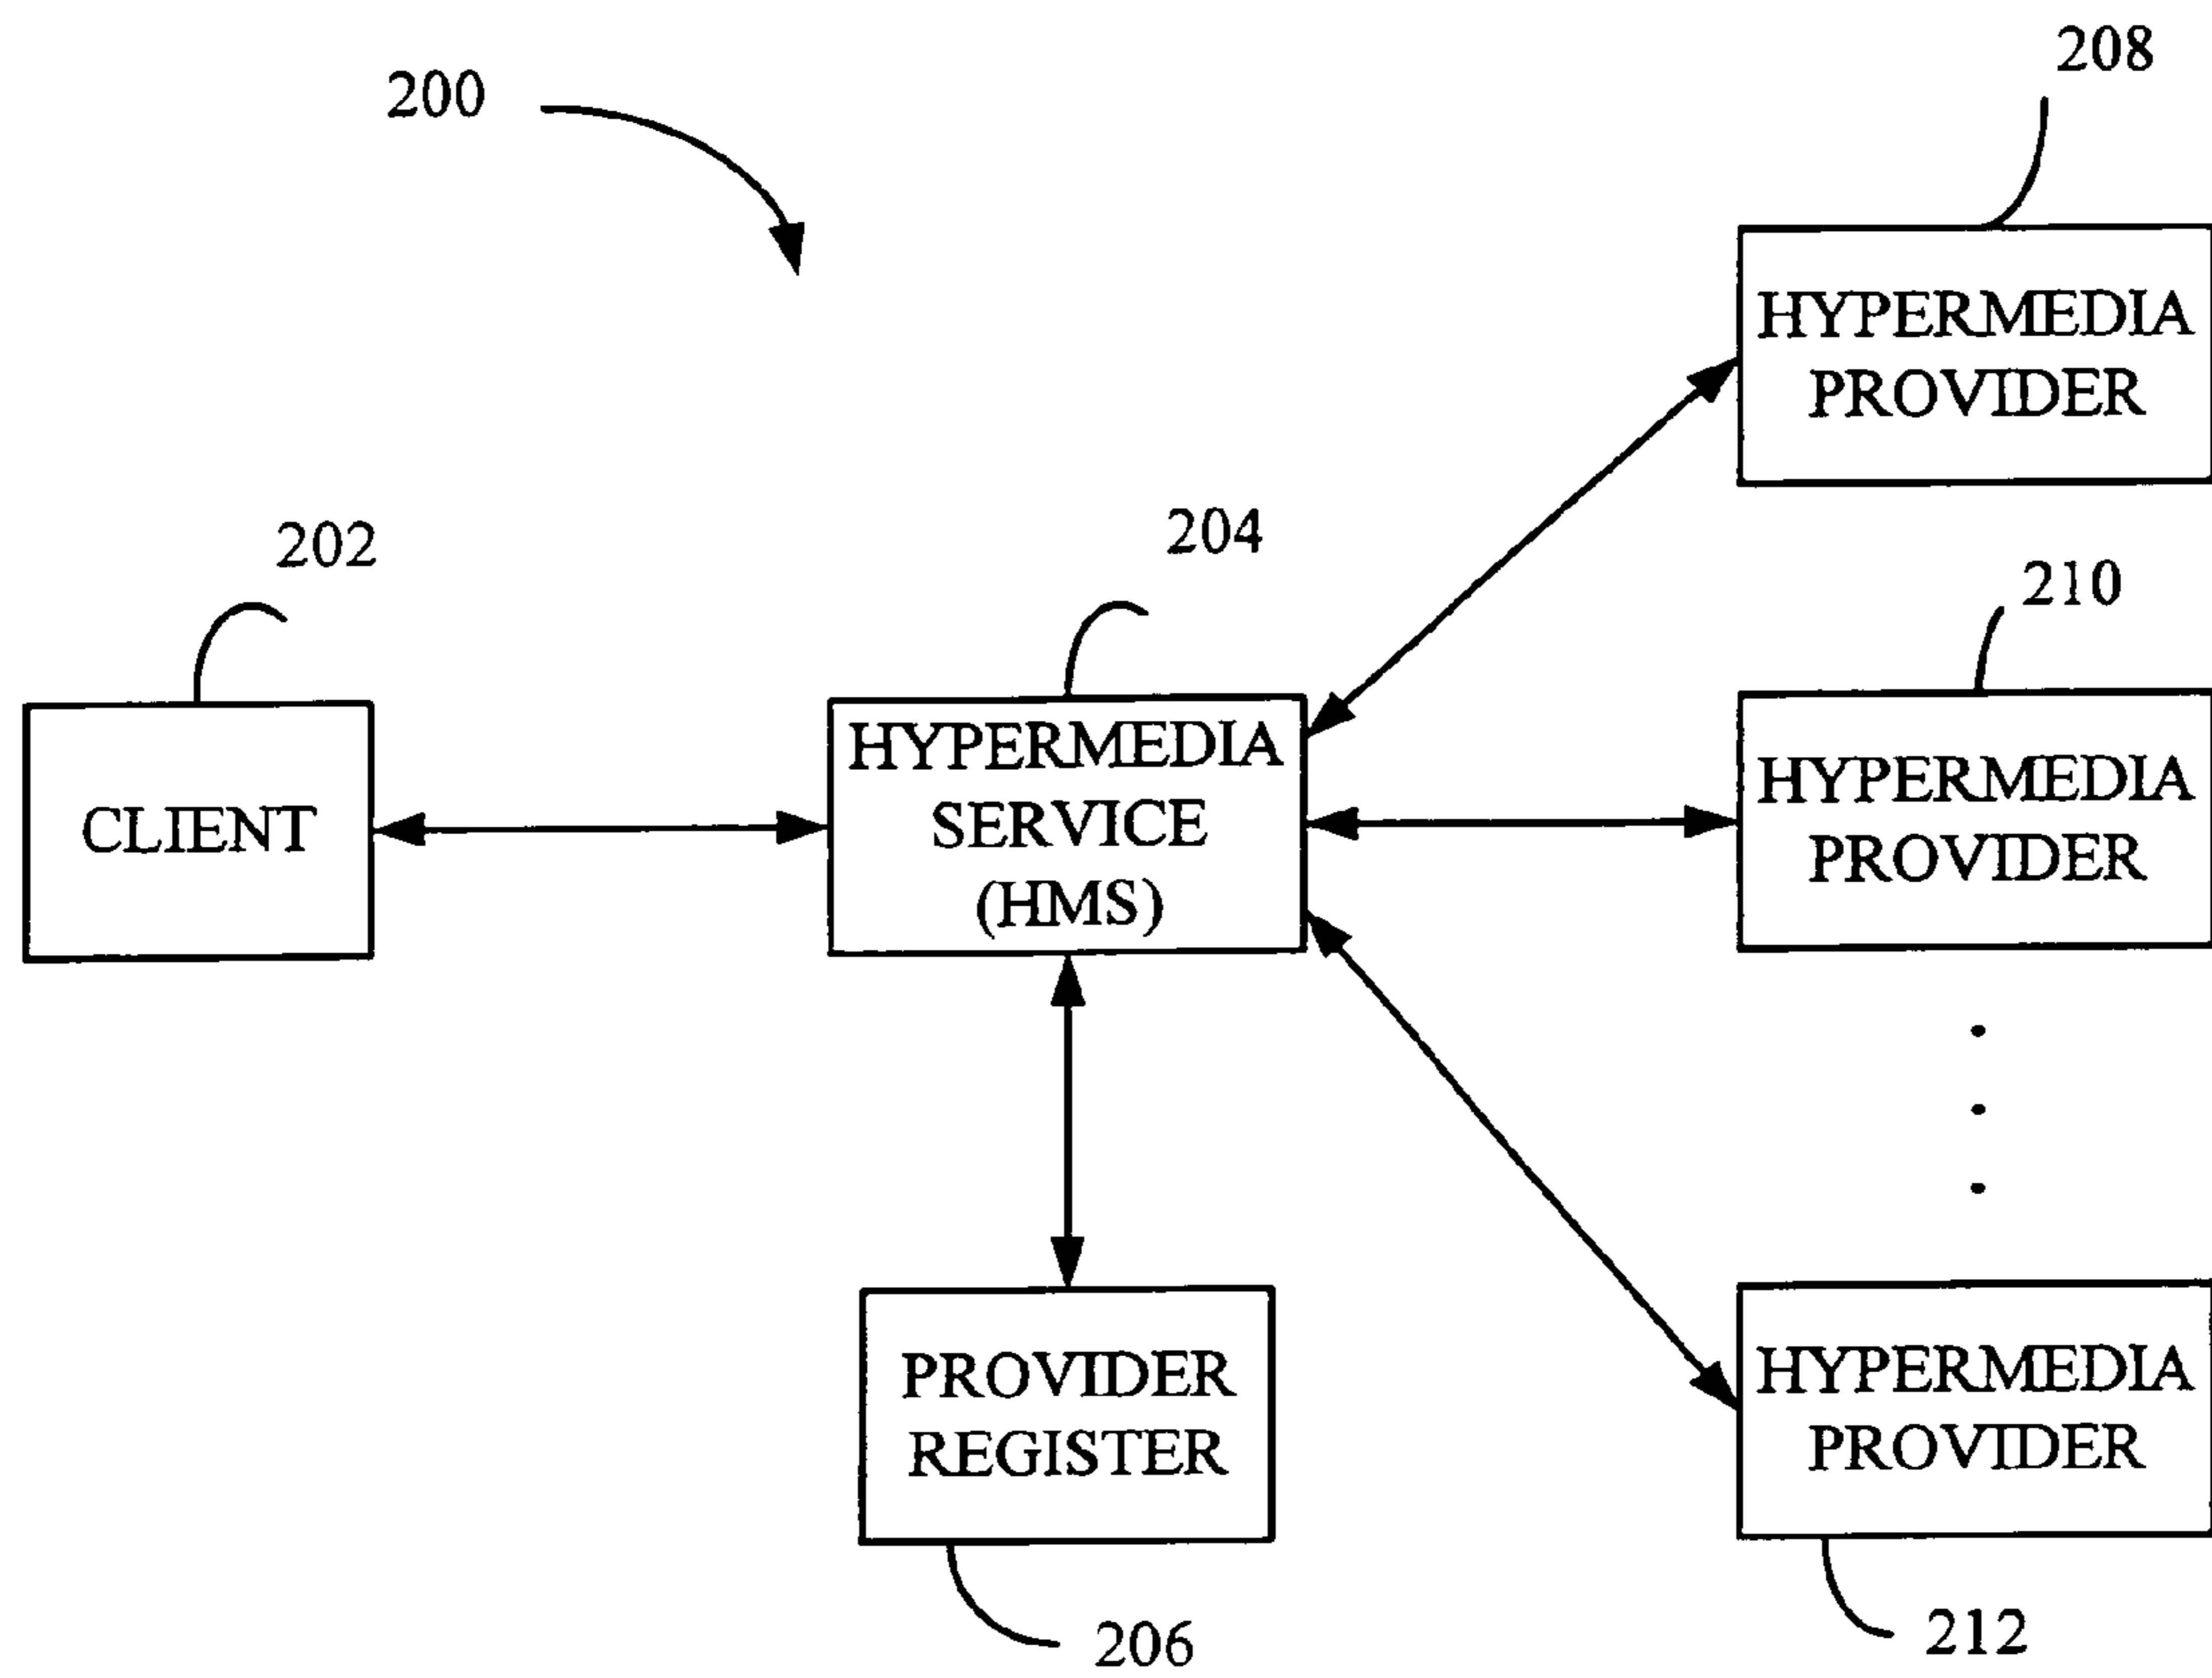 200
208
HYPERMEDIA
PROVIDER
202
204
210
CLIENT
HYPERMEDIA
SERVICE
(HMS)
HYPERMEDIA
PROVIDER
PROVIDER
REGISTER
206
HYPERMEDIA
PROVIDER
212